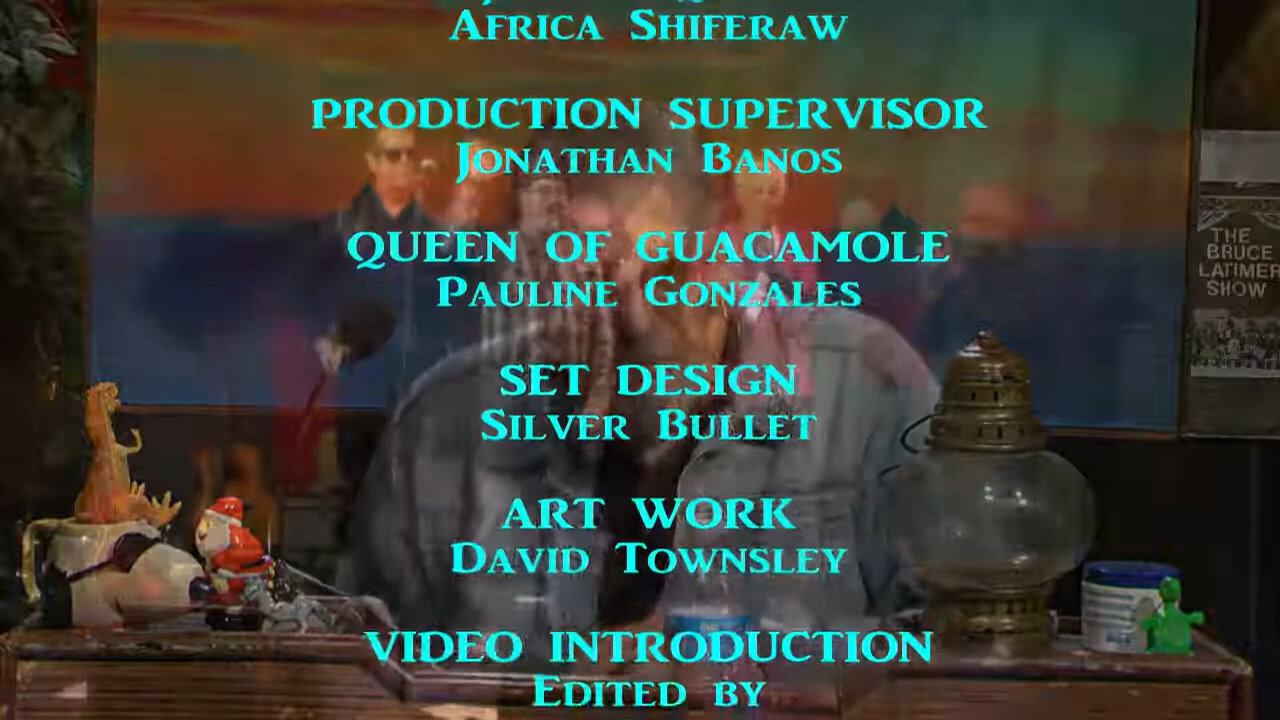 Africa Shiferaw
PRODUCTION SUPERVISOR
Jonathan Banos
QUEEN OF GUACAMOLE
Pauline Gonzales
SET DESIGN
Silver Bullet
ART WORK
David Townsley
VIDEO INTRODUCTION
Edited by
THE
BRUCE
LATIMER
SHOW